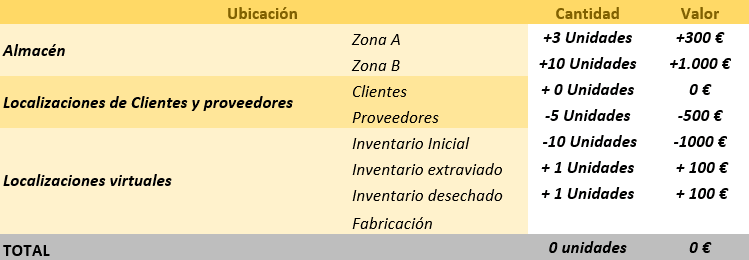 Ubicación Cantidad Valor
Almacén Zona A +3 Unidades +300 €
Zona B +10 Unidades +1.000 €
Localizaciones de Clientes y proveedores Clientes + 0 Unidades 0 €
Proveedores -5 Unidades -500 €
Localizaciones virtuales Inventario Inicial -10 Unidades -1000 €
Inventario extraviado + 1 Unidades + 100 €
Inventario desechado + 1 Unidades + 100 €
Fabricación
TOTAL 0 unidades 0 €